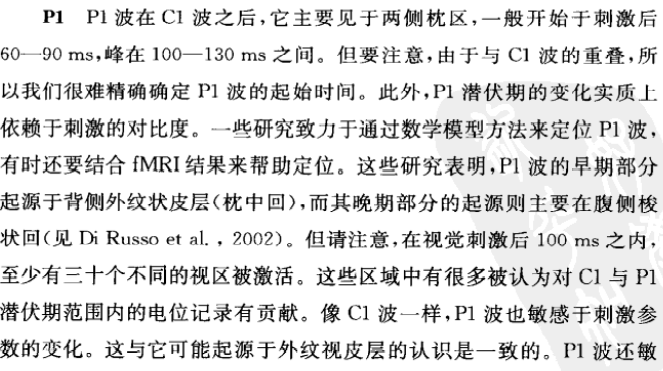 P1 P1 波在 C1 波之后,它主要见于两侧枕区,一般开始于刺激后
60—90 ms,峰在 100—130 ms 之间。但要注意,由于与 C1 波的重叠,所
以我们很难精确确定 P1 波的起始时间。此外,P1 潜伏期的变化实质上
依赖于刺激的对比度。一些研究致力于通过数学模型方法来定位 P1 波,
有时还要结合 fMRI 结果来帮助定位。这些研究表明,P1 波的早期部分
起源于背侧外纹状皮层(枕中回),而其晚期部分的起源则主要在腹侧梭
状回(见 Di Russo et al., 2002)。但请注意,在视觉刺激后 100 ms 之内,
至少有三十个不同的视区被激活。这些区域中有很多被认为对 C1 与 P1
潜伏期范围内的电位记录有贡献。像 C1 波一样,P1 波也敏感于刺激参
数的变化。这与它可能起源于外纹视皮层的认识是一致的。P1 波还敏